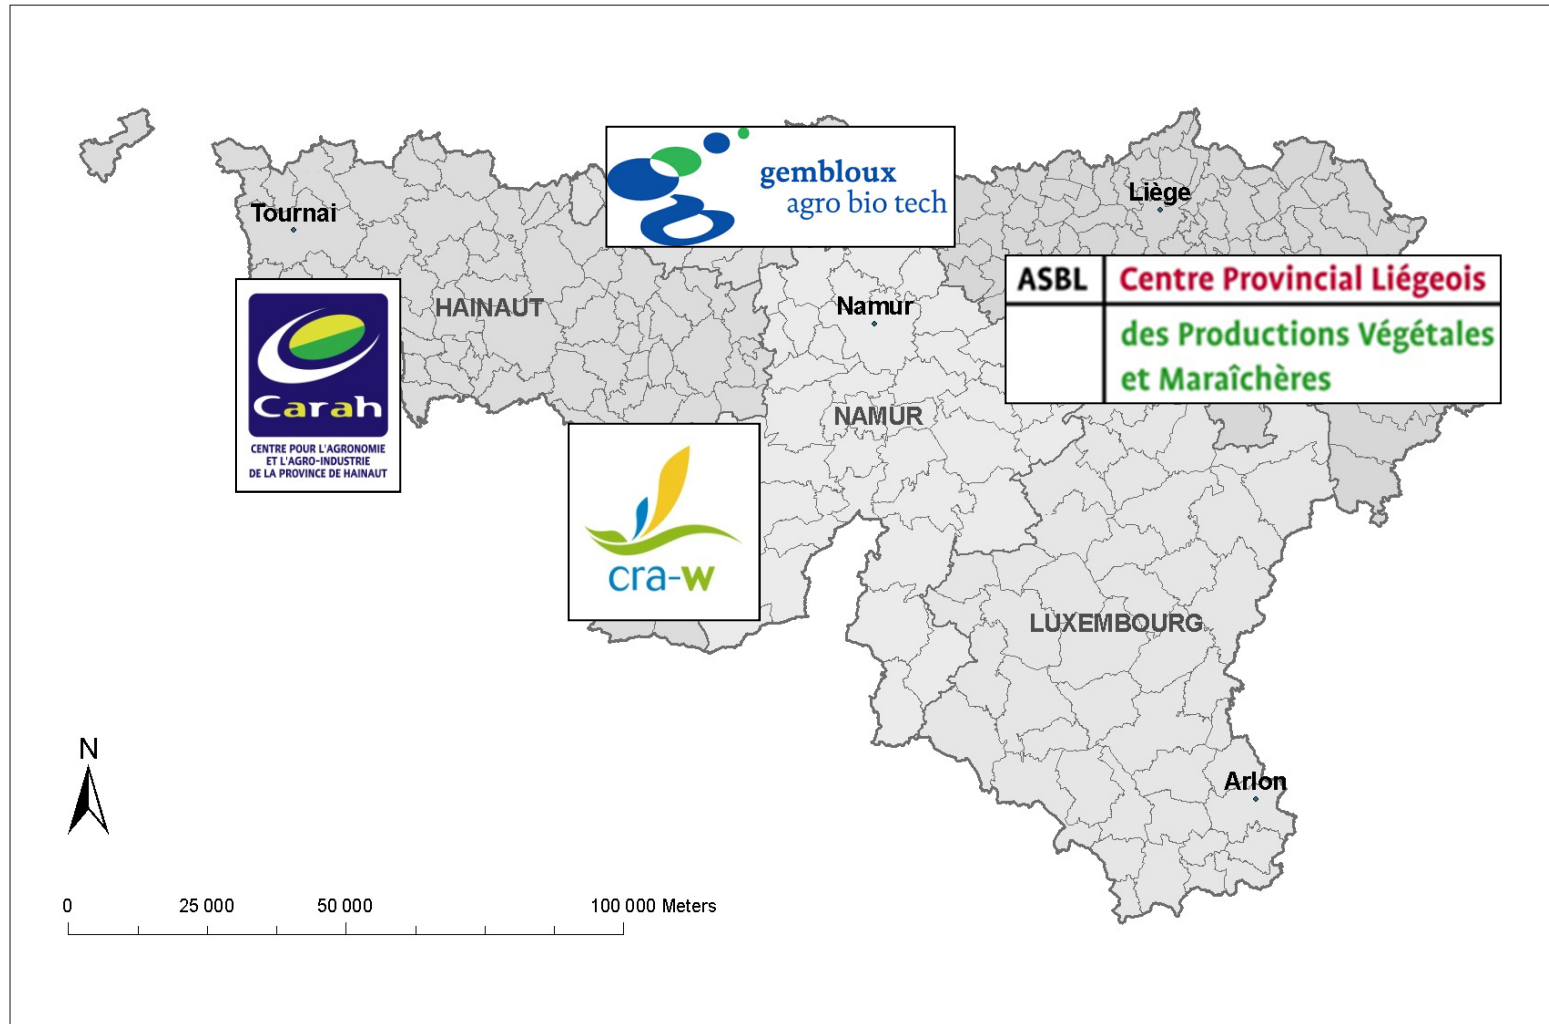 gembloux
agro bio tech
Liège
Tournai
ASBL
Centre Provincial Liégeois
des Productions Végétales
et Maraîchères
HAINAUT
Namur
Carah
CENTRE POUR L'AGRONOMIE
ET L'AGRO-INDUSTRIE
DE LA PROVINCE DE HAINAUT
NAMUR
cra-w
LUXEMBOURG
N
Arlon
0 25 000 50 000 100 000 Meters